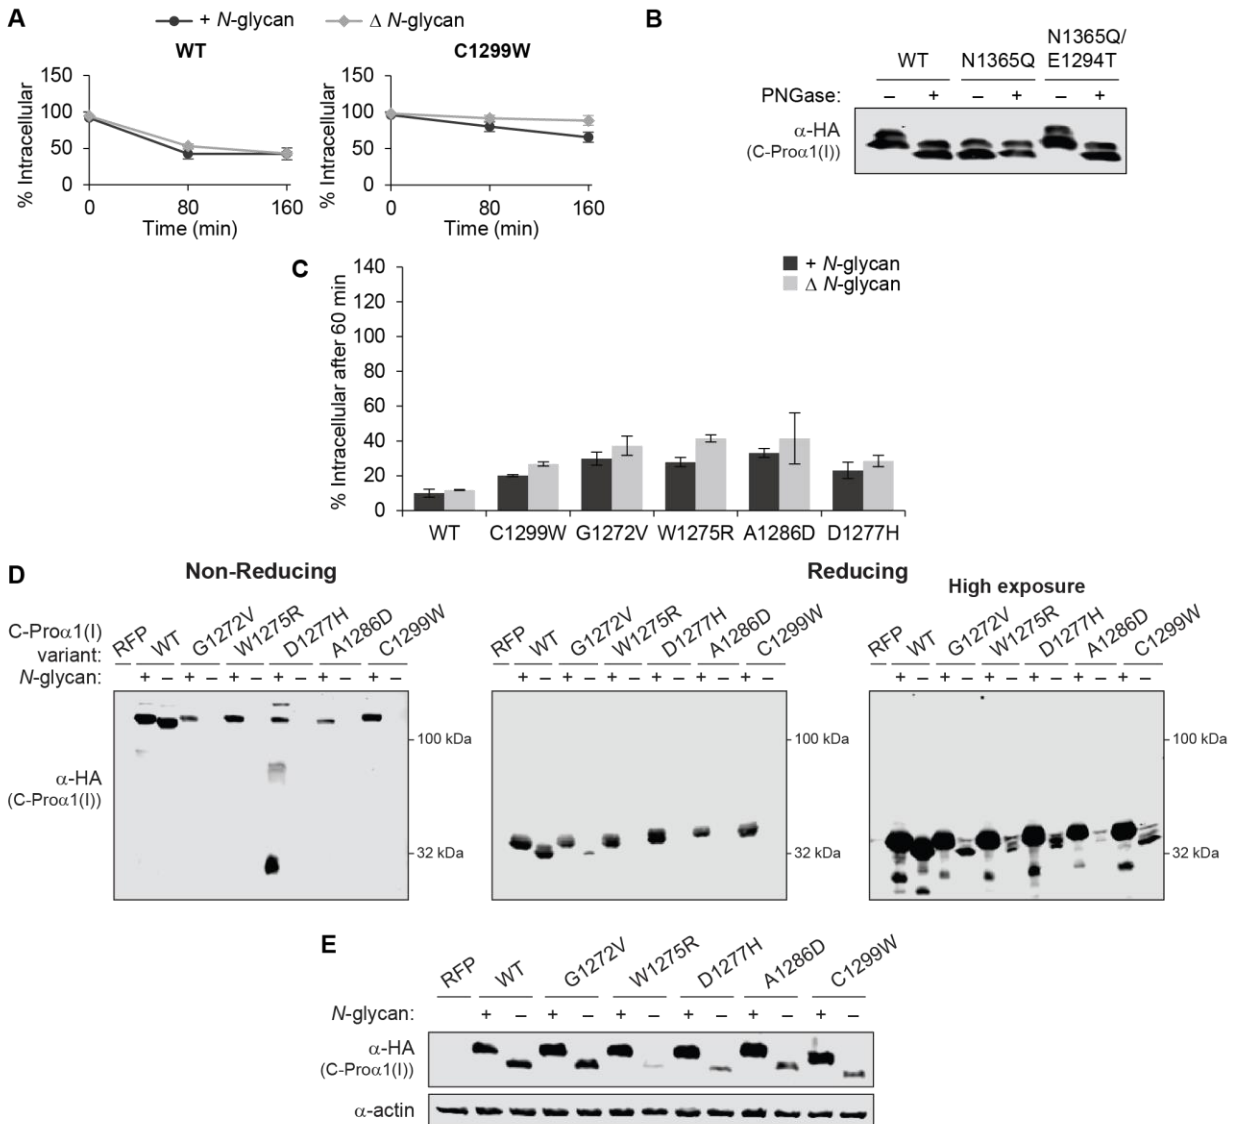 A
+ N-glycan
Δ N-glycan
WT
C1299W
% Intracellular
150
100
50
0
0 80 160
Time (min)
% Intracellular
150
100
50
0
0 80 160
Time (min)
B
WT N1365Q N1365Q/
E1294T
PNGase: – + – + – +
α-HA
(C-Proα1(I))
C
+ N-glycan
Δ N-glycan
% Intracellular after 60 min
140
120
100
80
60
40
20
0
WT C1299W G1272V W1275R A1286D D1277H
D
Non-Reducing
Reducing
High exposure
C-Proα1(I)
variant:
RFP WT G1272V W1275R D1277H A1286D C1299W
RFP WT G1272V W1275R D1277H A1286D C1299W
RFP WT G1272V W1275R D1277H A1286D C1299W
N-glycan: + – + – + – + – + – + –
+ – + – + – + – + – + –
+ – + – + – + – + – + –
α-HA
(C-Proα1(I))
100 kDa
32 kDa
100 kDa
32 kDa
100 kDa
32 kDa
E
RFP WT G1272V W1275R D1277H A1286D C1299W
N-glycan: + – + – + – + – + – + –
α-HA
(C-Proα1(I))
α-actin